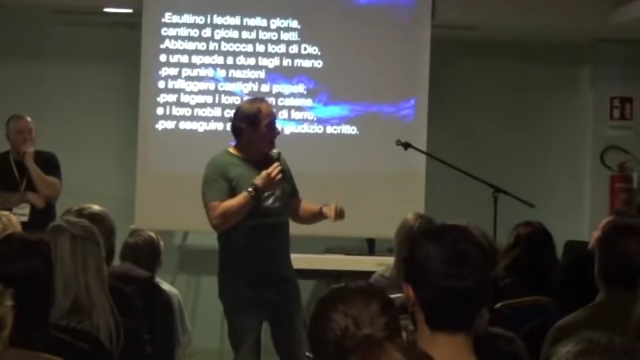 .Esultino i fedeli nella gloria,
cantino di gioia sui loro letti.
.Abbiano in bocca le lodi di Dio,
e una spada a due tagli in mano
.per punire le nazioni
e infliggere castighi ai popoli;
.per legare i loro catene
e i loro nobili di ferro,
.per eseguire giudizio scritto.